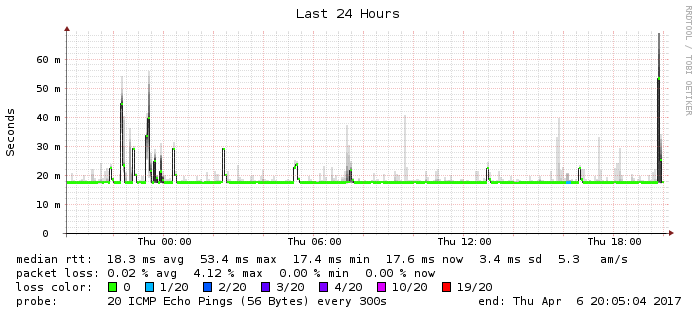 Last 24 Hours
RRDTOOL / TOBI OETIKER
Seconds
60 m
50 m
40 m
30 m
20 m
10 m
0
Thu 00:00 Thu 06:00 Thu 12:00 Thu 18:00
median rtt: 18.3 ms avg 53.4 ms max 17.4 ms min 17.6 ms now 3.4 ms sd 5.3 am/s
packet loss: 0.02 % avg 4.12 % max 0.00 % min 0.00 % now
loss color: 0 1/20 2/20 3/20 4/20 10/20 19/20
probe: 20 ICMP Echo Pings (56 Bytes) every 300s end: Thu Apr 6 20:05:04 2017